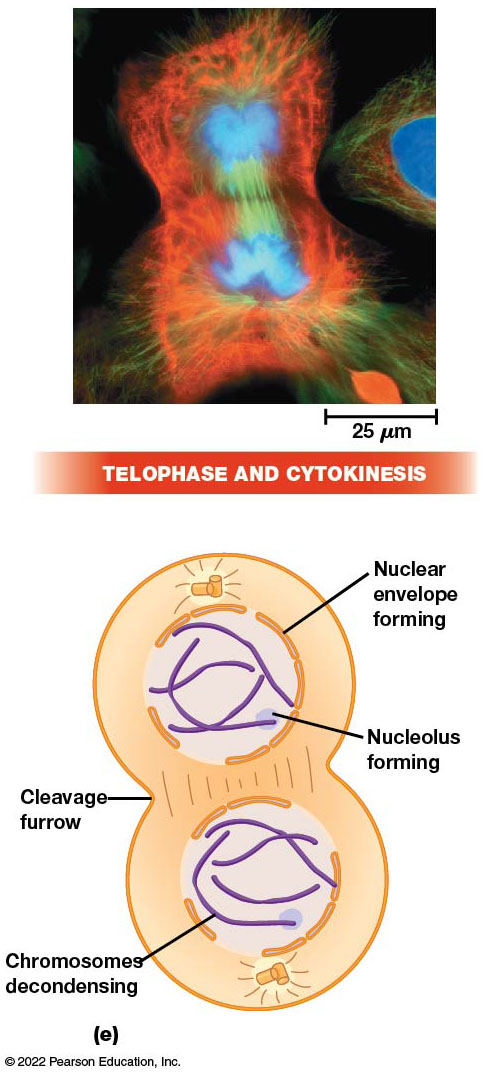 25 μm
TELOPHASE AND CYTOKINESIS
Nuclear
envelope
forming
Nucleolus
forming
Cleavage
furrow
Chromosomes
decondensing
(e)
© 2022 Pearson Education, Inc.